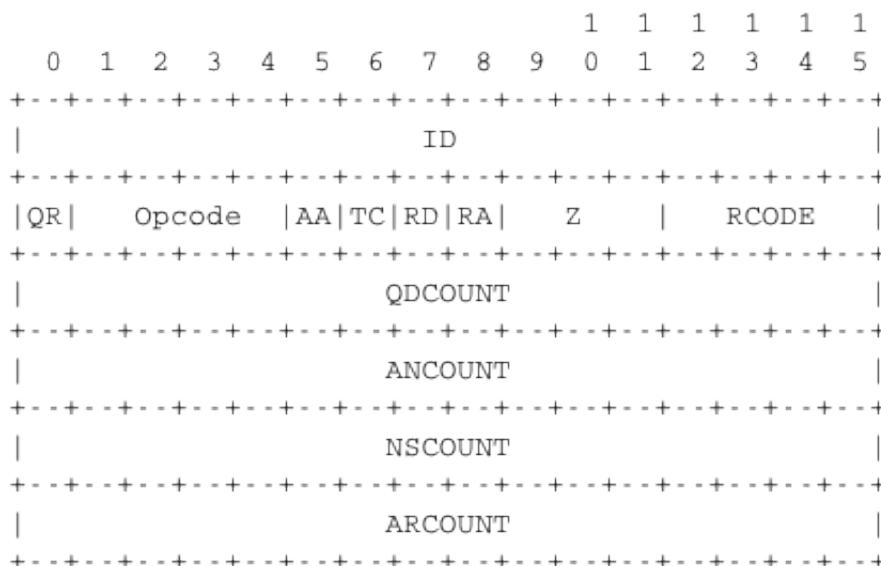 1  1  1  1  1  1
  0  1  2  3  4  5  6  7  8  9  0  1  2  3  4  5
+--+--+--+--+--+--+--+--+--+--+--+--+--+--+--+--+
|                      ID                       |
+--+--+--+--+--+--+--+--+--+--+--+--+--+--+--+--+
|QR|   Opcode  |AA|TC|RD|RA|   Z    |   RCODE   |
+--+--+--+--+--+--+--+--+--+--+--+--+--+--+--+--+
|                    QDCOUNT                    |
+--+--+--+--+--+--+--+--+--+--+--+--+--+--+--+--+
|                    ANCOUNT                    |
+--+--+--+--+--+--+--+--+--+--+--+--+--+--+--+--+
|                    NSCOUNT                    |
+--+--+--+--+--+--+--+--+--+--+--+--+--+--+--+--+
|                    ARCOUNT                    |
+--+--+--+--+--+--+--+--+--+--+--+--+--+--+--+--+